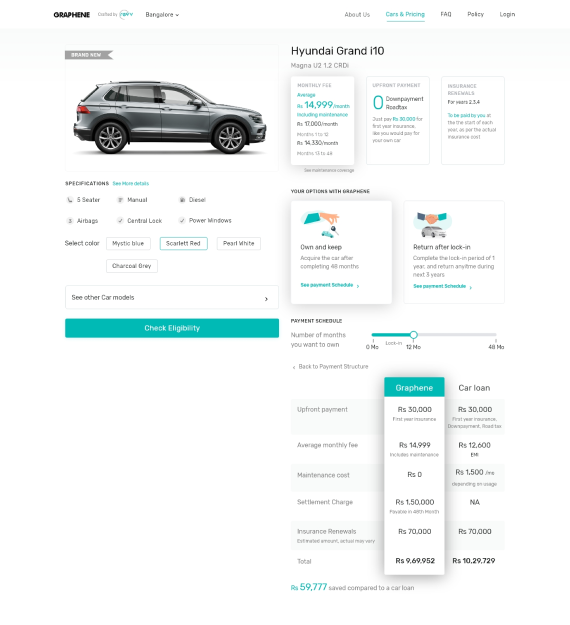 GRAPHENE
Crafted by
Bangalore
About Us
Cars & Pricing
FAQ
Policy
Login
BRAND NEW
SPECIFICATIONS See More details
5 Seater
Manual
Diesel
Airbags
Central Lock
Power Windows
Select color
Mystic blue
Scarlett Red
Pearl White
Charcoal Grey
See other Car models
Check Eligibility
Hyundai Grand i10
Magna U2 1.2 CRDi
MONTHLY FEE
Average
Rs 14,999/month
Including maintenance
Rs 17,000/month
Months 1 to 12
Rs 14,330/month
Months 13 to 48
See maintenance coverage
UPFRONT PAYMENT
0 Downpayment
Roadtax
Just pay Rs 30,000 for
first year insurance,
like you would pay for
your own car
INSURANCE
RENEWALS
For years 2,3,4
To be paid by you at
the the start of each
year, as per the actual
insurance cost
YOUR OPTIONS WITH GRAPHENE
Own and keep
Acquire the car after
completing 48 months
See payment Schedule
Return after lock-in
Complete the lock-in period of 1
year, and return anyitme during
next 3 years
See payment Schedule
PAYMENT SCHEDULE
Number of months
you want to own
0 Mo
Lock-in
12 Mo
48 Mo
Back to Payment Structure
Graphene
Car loan
Upfront payment
Rs 30,000
First year insurance
Rs 30,000
First year insurance,
Downpayment, Roadtax
Average monthly fee
Rs 14,999
Includes maintenance
Rs 12,600
EMI
Maintenance cost
Rs 0
Rs 1,500 /mo
depending on usage
Settlement Charge
Rs 1,50,000
Payable in 48th Month
NA
Insurance Renewals
Estimated amount, actual may vary
Rs 70,000
Rs 70,000
Total
Rs 9,69,952
Rs 10,29,729
Rs 59,777 saved compared to a car loan